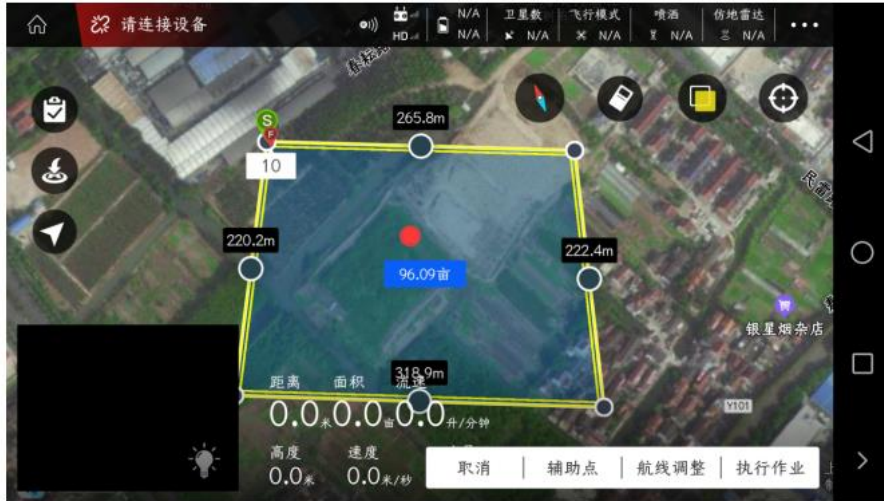 请连接设备
HD
N/A
N/A
卫星数
N/A
飞行模式
N/A
喷洒
N/A
仿地雷达
N/A
S
F
265.8m
10
220.2m
222.4m
96.09亩
银星烟杂店
318.9m
Y101
距离 面积 流速
0.0米 0.0亩 0.0升/分钟
高度 速度
0.0米 0.0米/秒
取消 辅助点 航线调整 执行作业